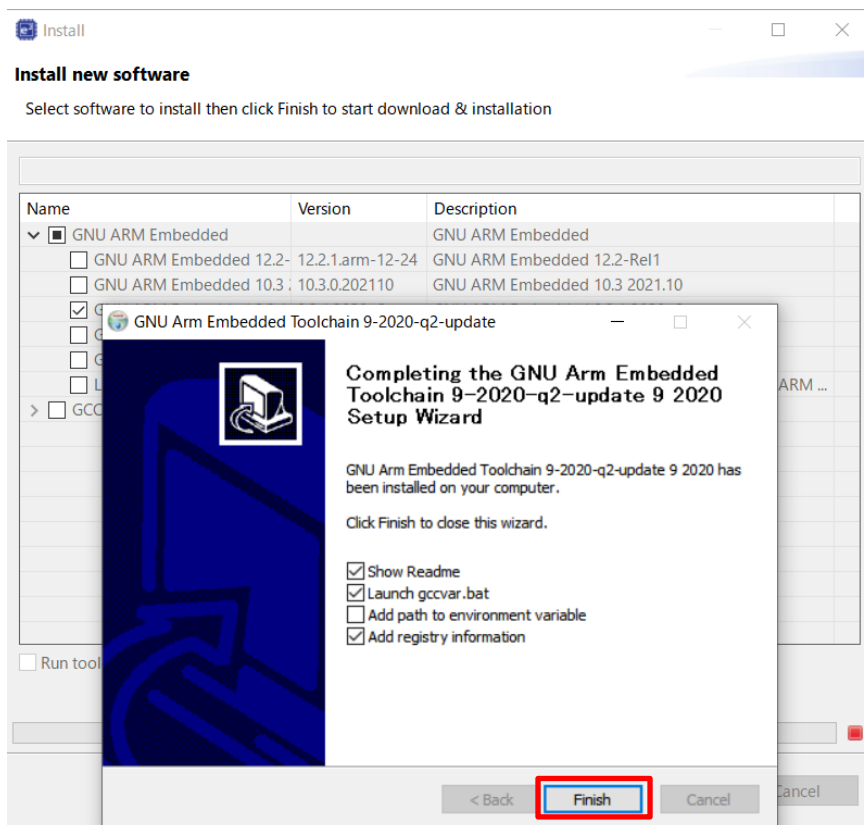 Install
Install new software
Select software to install then click Finish to start download & installation
Name Version Description
GNU ARM Embedded GNU ARM Embedded
GNU ARM Embedded 12.2- 12.2.1.arm-12-24 GNU ARM Embedded 12.2-Rel1
GNU ARM Embedded 10.3 10.3.0.202110 GNU ARM Embedded 10.3 2021.10
GNU Arm Embedded Toolchain 9-2020-q2-update
Completing the GNU Arm Embedded
Toolchain 9-2020-q2-update 9 2020
Setup Wizard
ARM ...
GCC
GNU Arm Embedded Toolchain 9-2020-q2-update 9 2020 has
been installed on your computer.
Click Finish to close this wizard.
Show Readme
Launch gccvar.bat
Add path to environment variable
Add registry information
Run tool
< Back Finish Cancel
Cancel